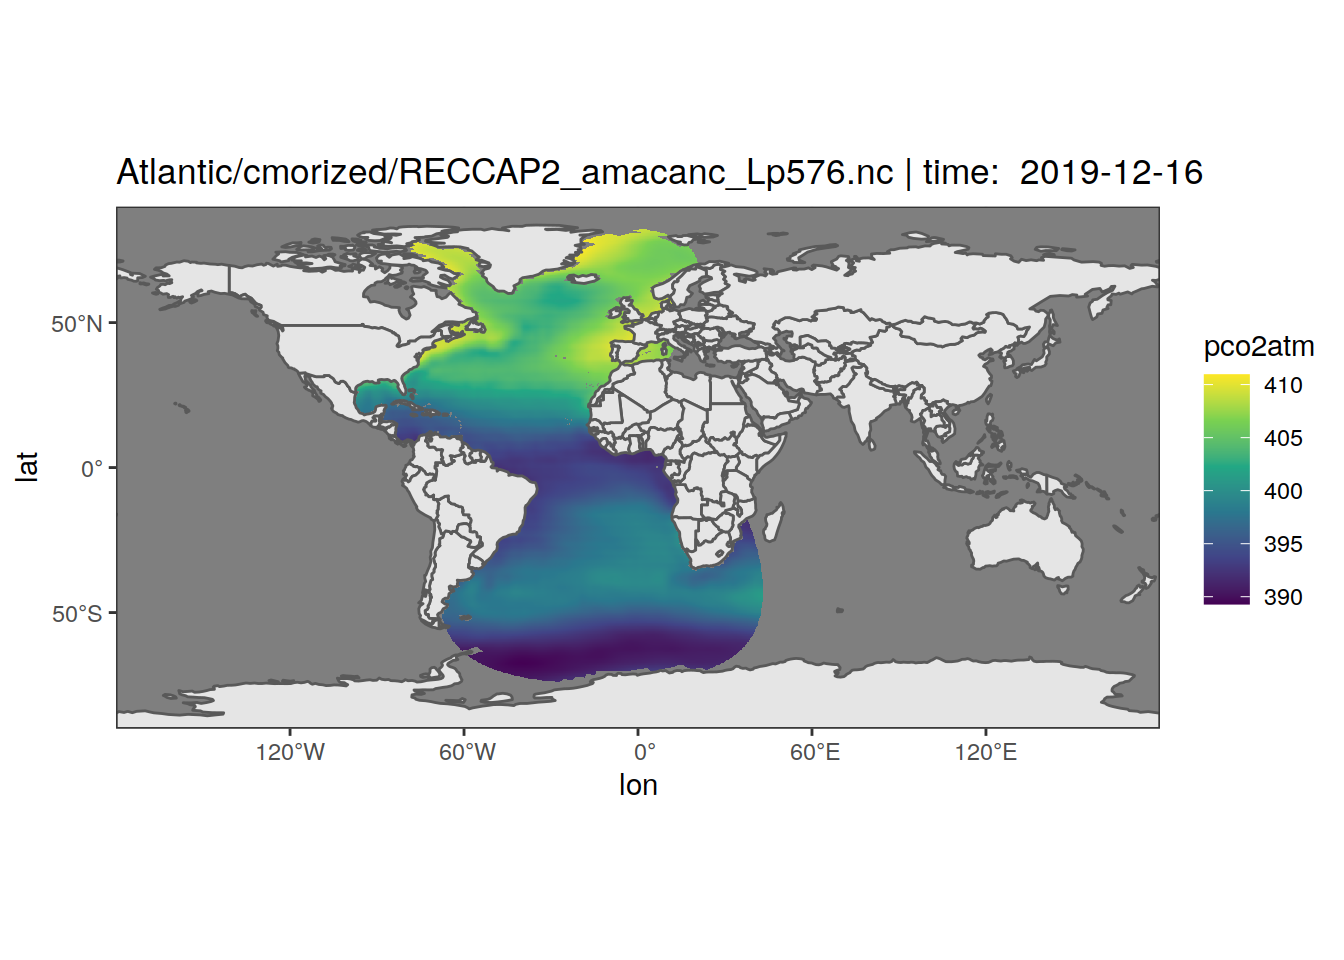 Atlantic/cmorized/RECCAP2_amacanc_Lp576.nc | time:  2019-12-16
pco2atm
410
405
400
395
390
50°N
0°
50°S
lat
120°W
60°W
0°
60°E
120°E
lon